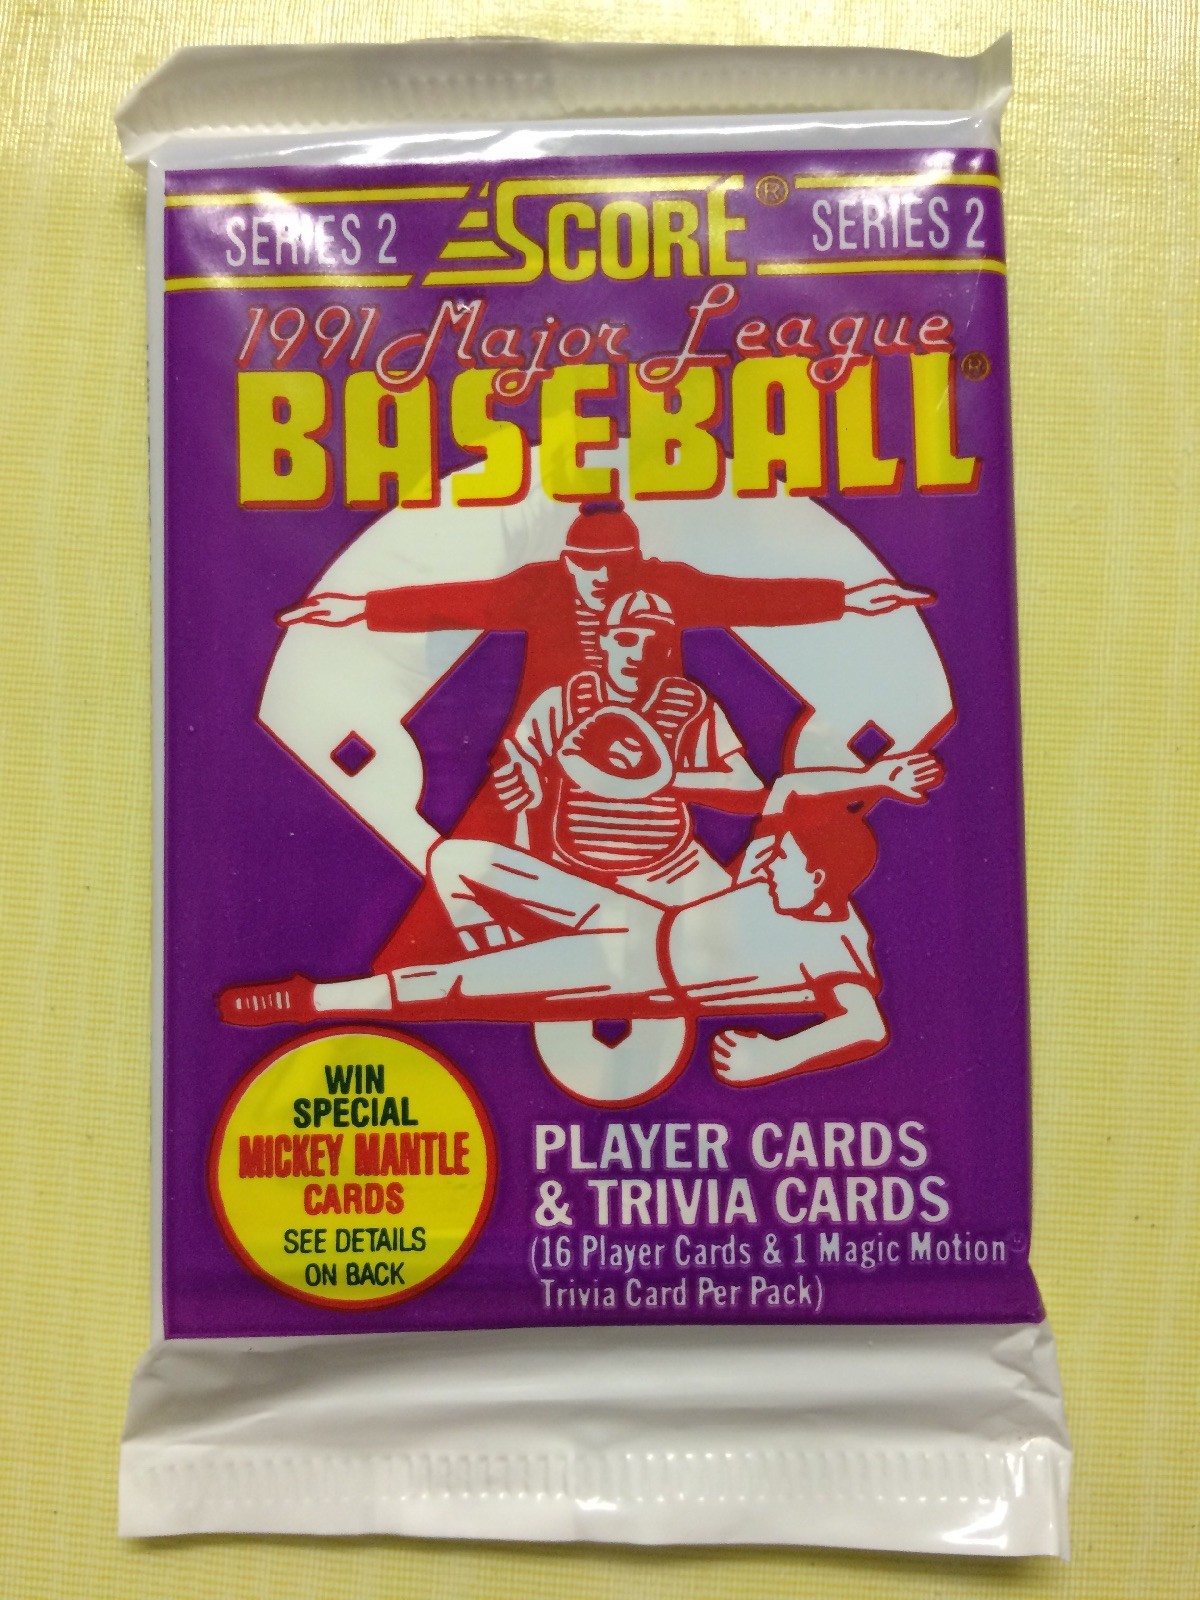 SERIES 2 SCORE® SERIES 2
1991 Major League
BASEBALL®
WIN
SPECIAL
MICKEY MANTLE
CARDS
SEE DETAILS
ON BACK
PLAYER CARDS
& TRIVIA CARDS
(16 Player Cards & 1 Magic Motion
Trivia Card Per Pack)